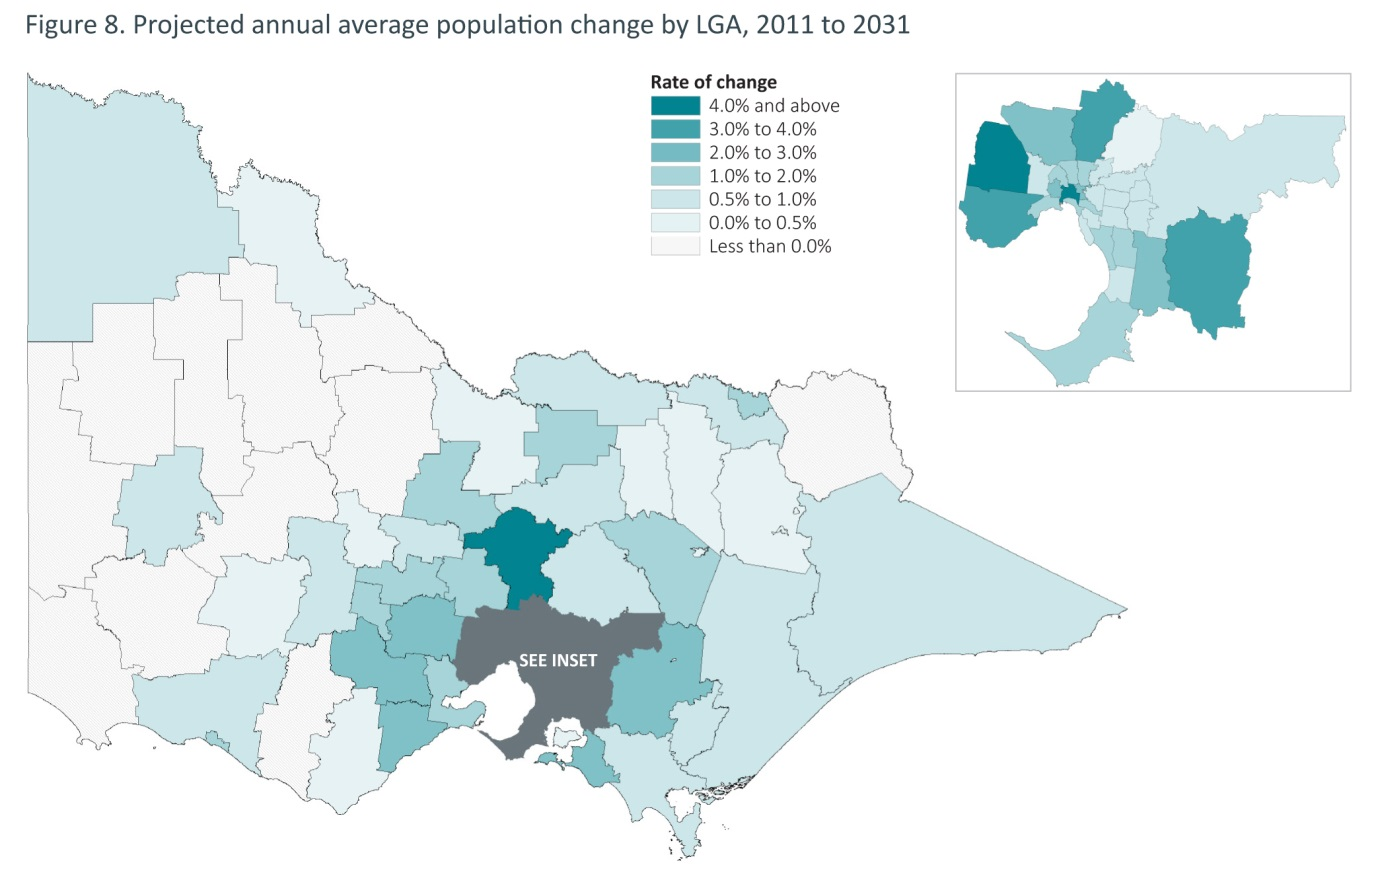 Figure 8. Projected annual average population change by LGA, 2011 to 2031
Rate of change
4.0% and above
3.0% to 4.0%
2.0% to 3.0%
1.0% to 2.0%
0.5% to 1.0%
0.0% to 0.5%
Less than 0.0%
SEE INSET